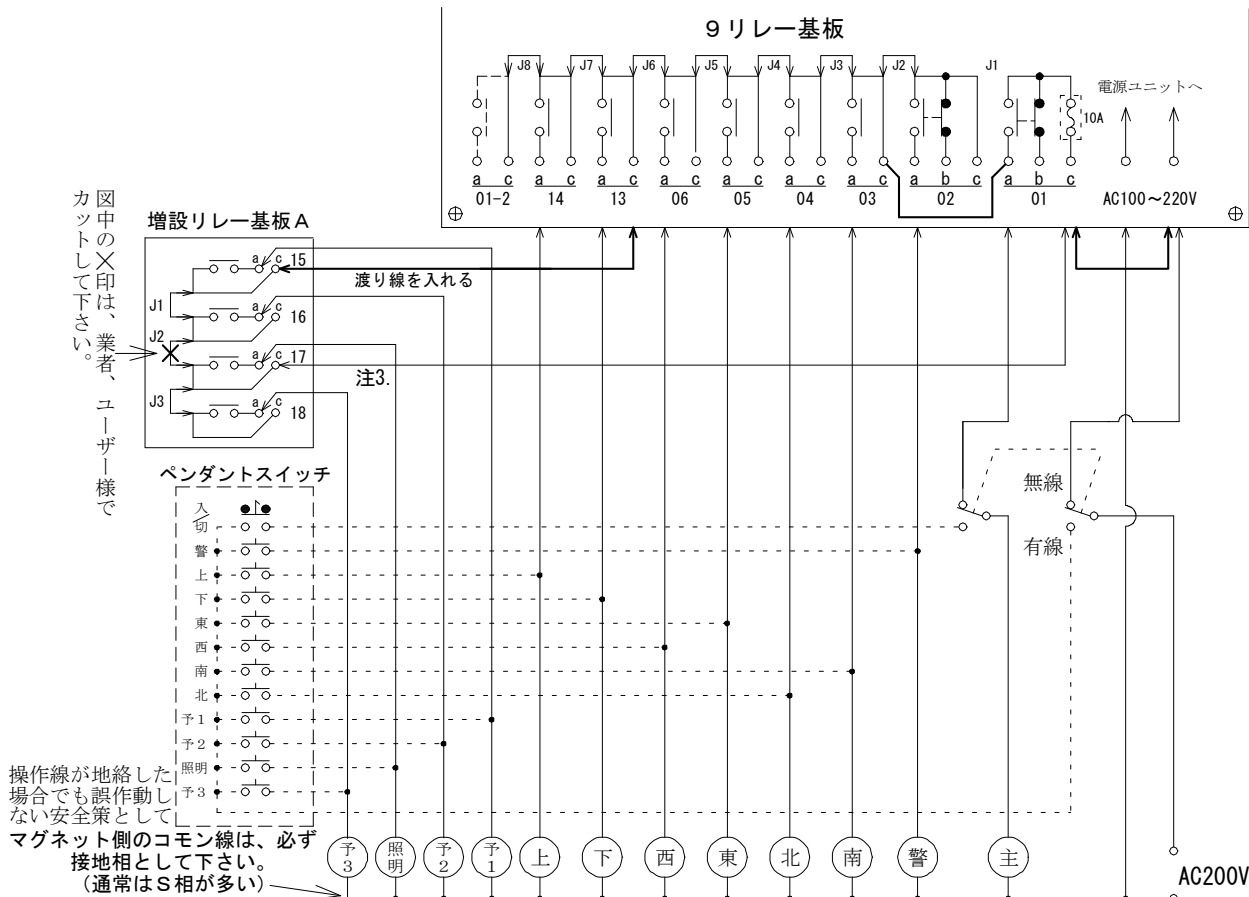 9リレー基板
J8 J7 J6 J5 J4 J3 J2 J1
電源ユニットへ
10A
a c a c a c a c a c a c a c a b c a b c
01-2 14 13 06 05 04 03 02 01 AC100～220V
図中の×印は、業者、ユーザー様で
カットして下さい。
増設リレー基板A
a c 15
渡り線を入れる
J1
a c 16
J2
a c 17
注3.
J3
a c 18
ペンダントスイッチ
入/切
無線
有線
警
上
下
東
西
南
北
予1
予2
照明
予3
操作線が地絡した
場合でも誤作動し
ない安全策として
マグネット側のコモン線は、必ず
接地相として下さい。
(通常はS相が多い)
予3 照明 予2 予1 上 下 西 東 北 南 警 主
AC200V